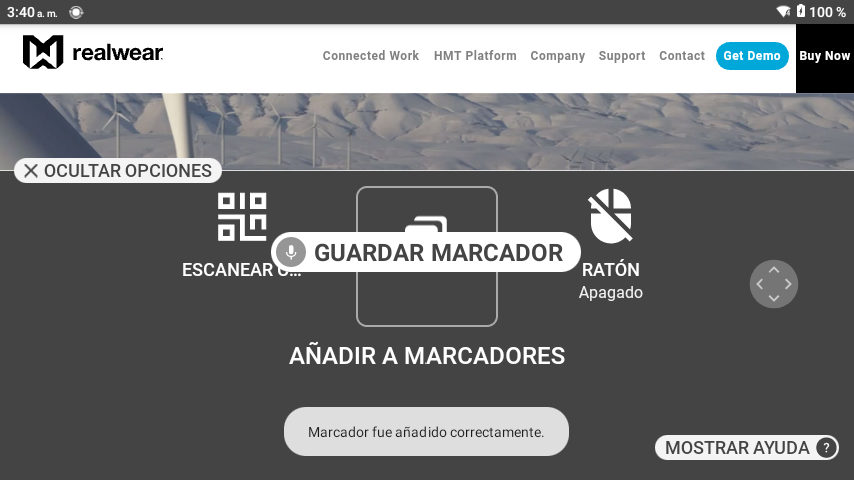 3:40 a. m.
100 %
realwear
Connected Work
HMT Platform
Company
Support
Contact
Get Demo
Buy Now
OCULTAR OPCIONES
GUARDAR MARCADOR
ESCANEAR
RATÓN
Apagado
AÑADIR A MARCADORES
Marcador fue añadido correctamente.
MOSTRAR AYUDA ?